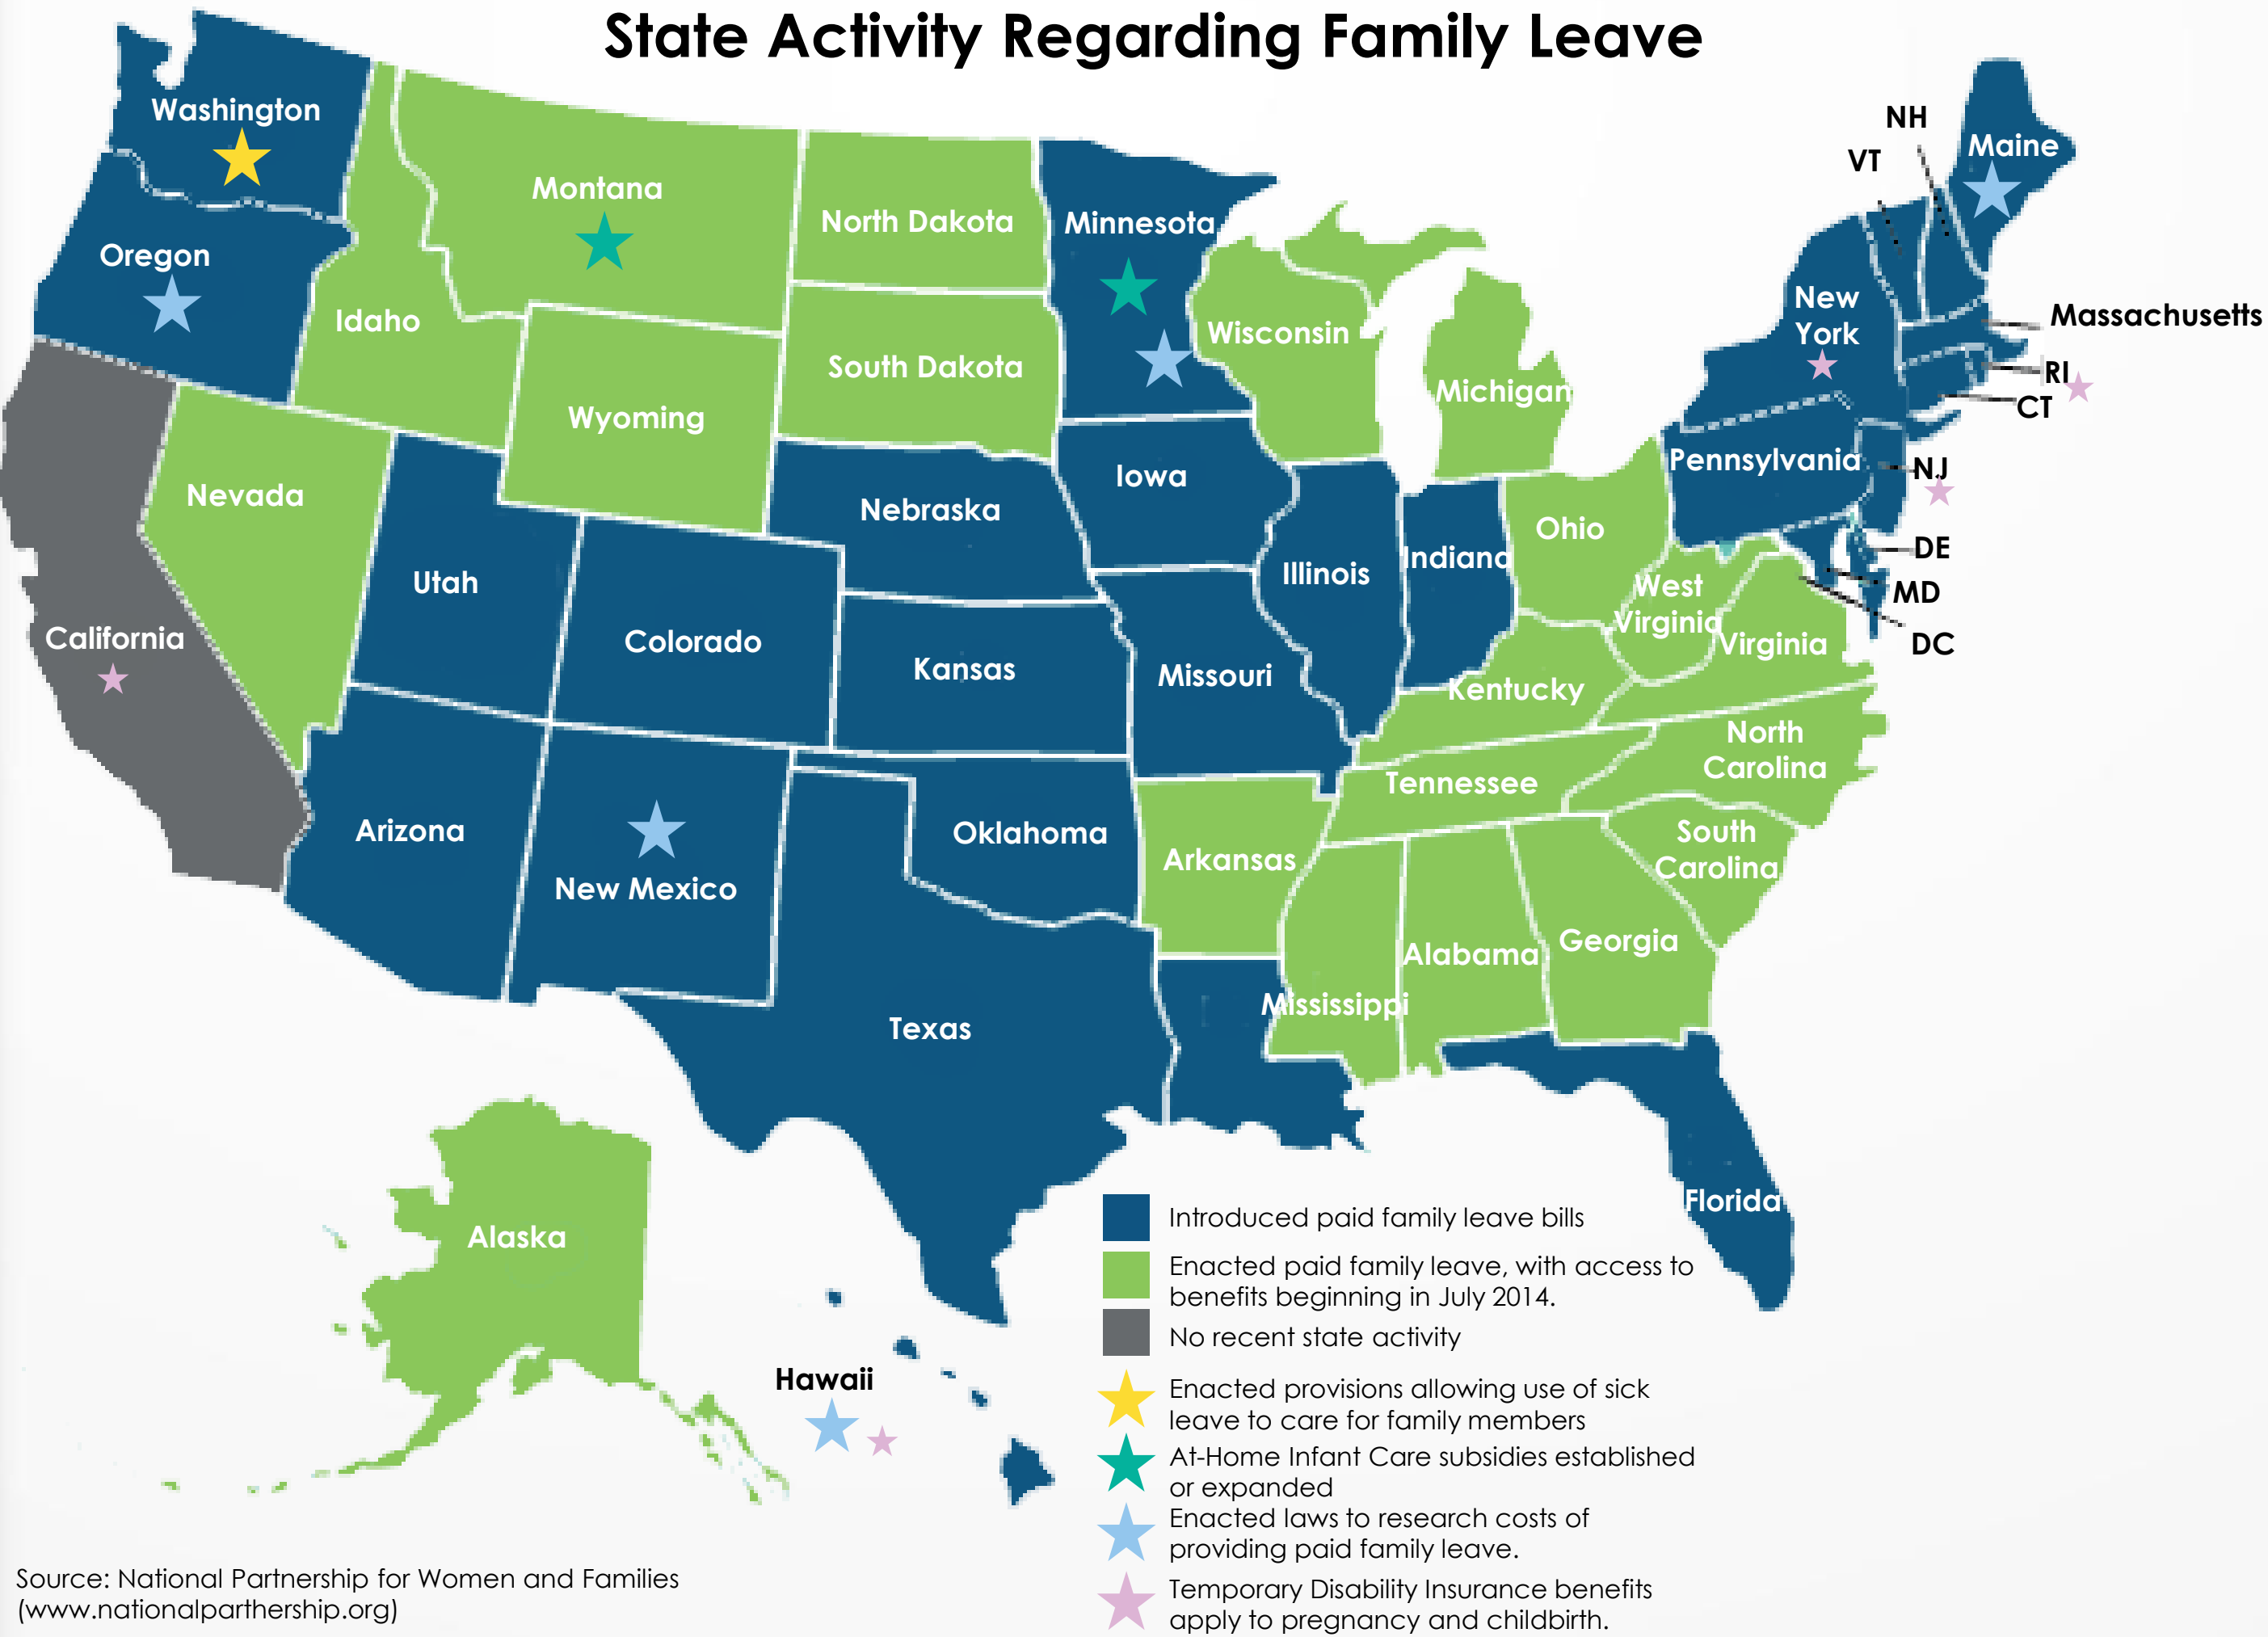 State Activity Regarding Family Leave
Washington
Oregon
California
Nevada
Idaho
Montana
Wyoming
Utah
Arizona
Colorado
New Mexico
North Dakota
South Dakota
Nebraska
Kansas
Oklahoma
Texas
Minnesota
Iowa
Missouri
Arkansas
Wisconsin
Illinois
Michigan
Indiana
Ohio
Kentucky
Tennessee
Mississippi
Alabama
Georgia
Florida
South
Carolina
North
Carolina
Virginia
West
Virginia
Pennsylvania
New
York
VT
NH
Maine
Massachusetts
RI
CT
NJ
DE
MD
DC
Alaska
Hawaii
Introduced paid family leave bills
Enacted paid family leave, with access to
benefits beginning in July 2014.
No recent state activity
Enacted provisions allowing use of sick
leave to care for family members
At-Home Infant Care subsidies established
or expanded
Enacted laws to research costs of
providing paid family leave.
Temporary Disability Insurance benefits
apply to pregnancy and childbirth.
Source: National Partnership for Women and Families
(www.nationalparthership.org)